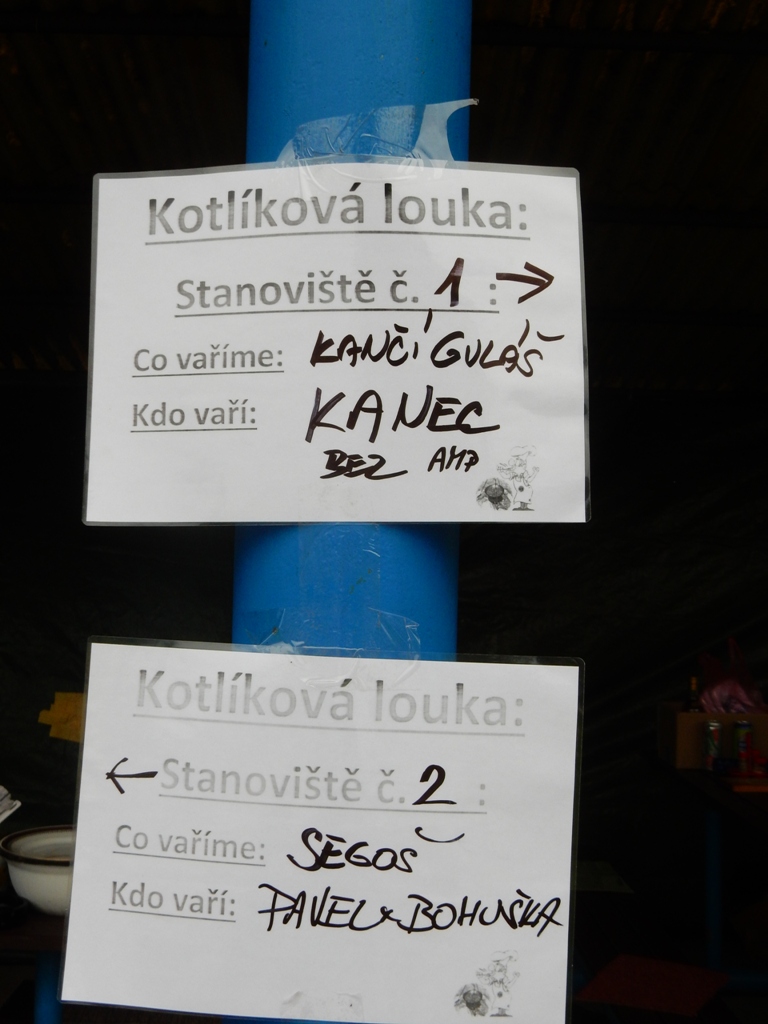 Kotlíková louka:
Stanoviště č. 1 : →
Co vaříme: KANČÍ GULÁŠ
Kdo vaří: KANEC
BEZ AMP
Kotlíková louka:
← Stanoviště č. 2 :
Co vaříme: SEGOŠ
Kdo vaří: PAVEL & BOHUŠKA